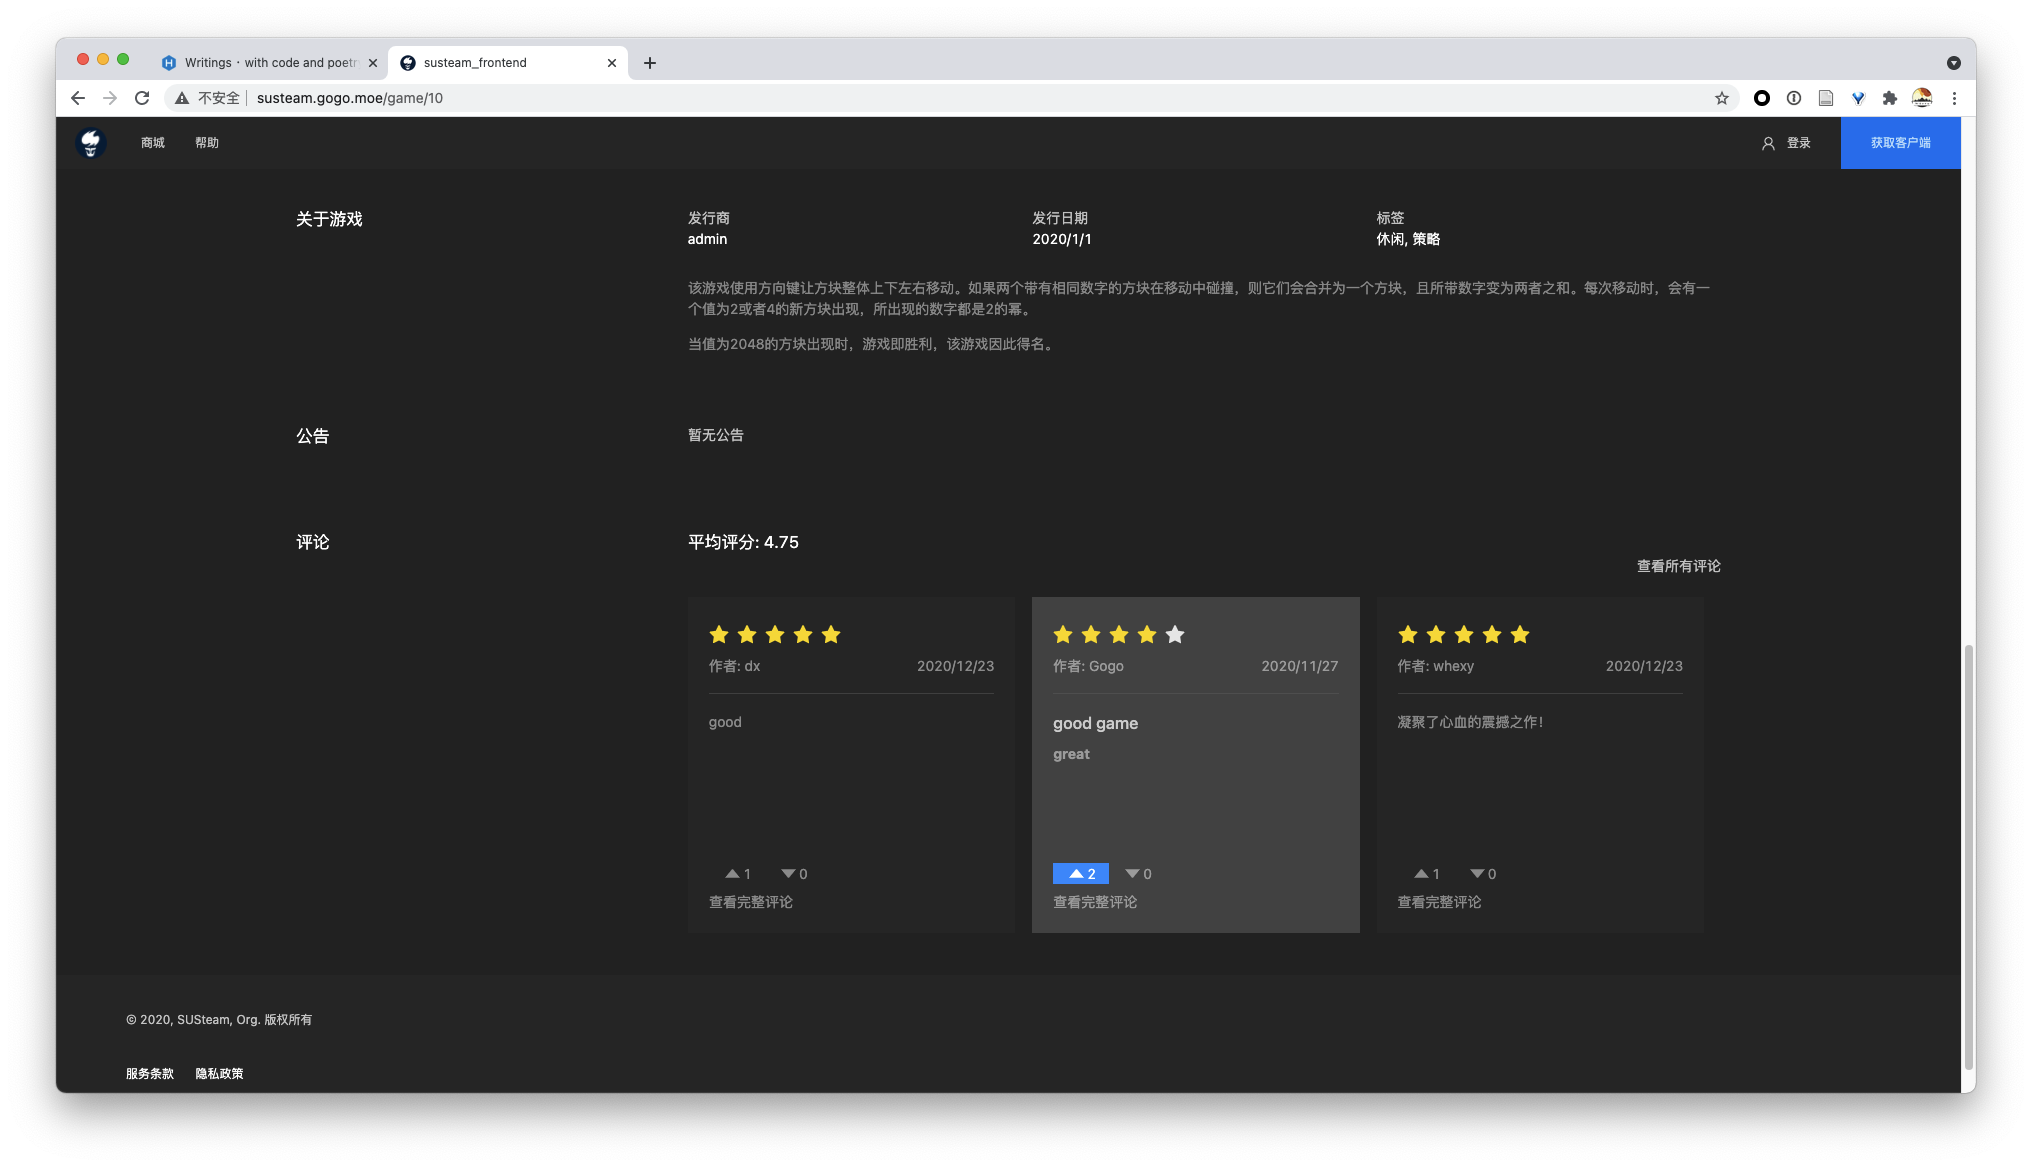 Writings · with code and poetr
susteam_frontend
不安全
susteam.gogo.moe/game/10
商城
帮助
登录
获取客户端
关于游戏
发行商
admin
发行日期
2020/1/1
标签
休闲, 策略
该游戏使用方向键让方块整体上下左右移动。如果两个带有相同数字的方块在移动中碰撞，则它们会合并为一个方块，且所带数字变为两者之和。每次移动时，会有一
个值为2或者4的新方块出现，所出现的数字都是2的幂。
当值为2048的方块出现时，游戏即胜利，该游戏因此得名。
公告
暂无公告
评论
平均评分: 4.75
查看所有评论
作者: dx
2020/12/23
good
1
0
查看完整评论
作者: Gogo
2020/11/27
good game
great
2
0
查看完整评论
作者: whexy
2020/12/23
凝聚了心血的震撼之作！
1
0
查看完整评论
© 2020, SUSteam, Org. 版权所有
服务条款
隐私政策